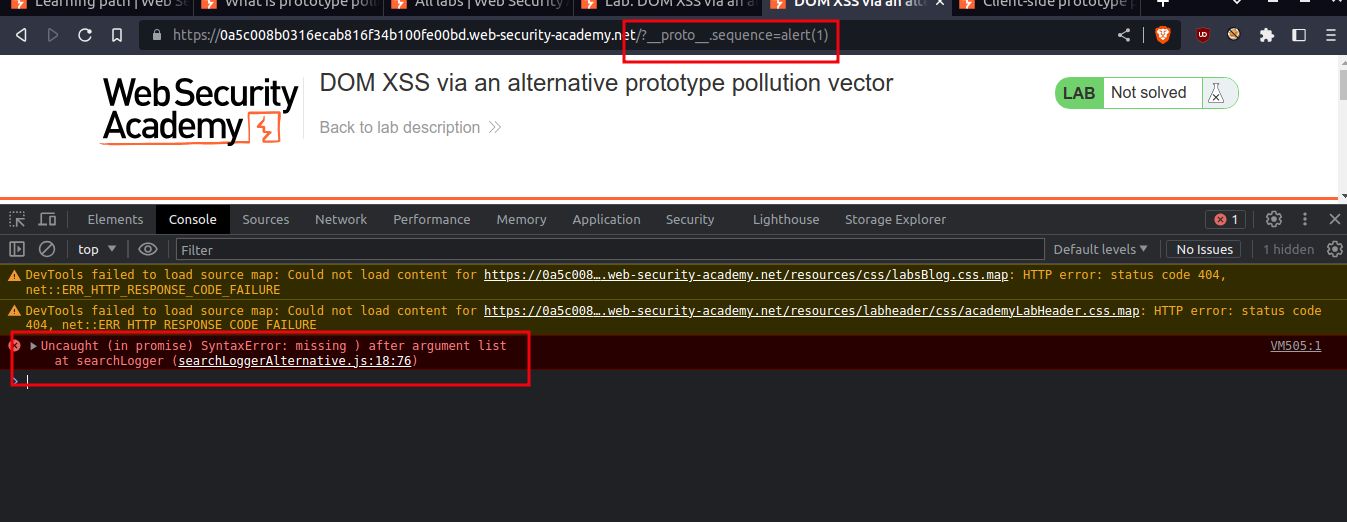 Learning path | Web Se
What is prototype pollu
All labs | Web Security A
Lab: DOM XSS via an a
DOM XSS via an alte
Client-side prototype p
https://0a5c008b0316ecab816f34b100fe00bd.web-security-academy.net/?__proto__.sequence=alert(1)
WebSecurity
Academy
DOM XSS via an alternative prototype pollution vector
Back to lab description
LAB Not solved
Elements Console Sources Network Performance Memory Application Security Lighthouse Storage Explorer 1
top Filter Default levels No Issues 1 hidden
DevTools failed to load source map: Could not load content for https://0a5c008….web-security-academy.net/resources/css/labsBlog.css.map: HTTP error: status code 404,
net::ERR_HTTP_RESPONSE_CODE_FAILURE
DevTools failed to load source map: Could not load content for https://0a5c008….web-security-academy.net/resources/labheader/css/academyLabHeader.css.map: HTTP error: status code
404, net::ERR_HTTP_RESPONSE_CODE_FAILURE
Uncaught (in promise) SyntaxError: missing ) after argument list VM505:1
at searchLogger (searchLoggerAlternative.js:18:76)